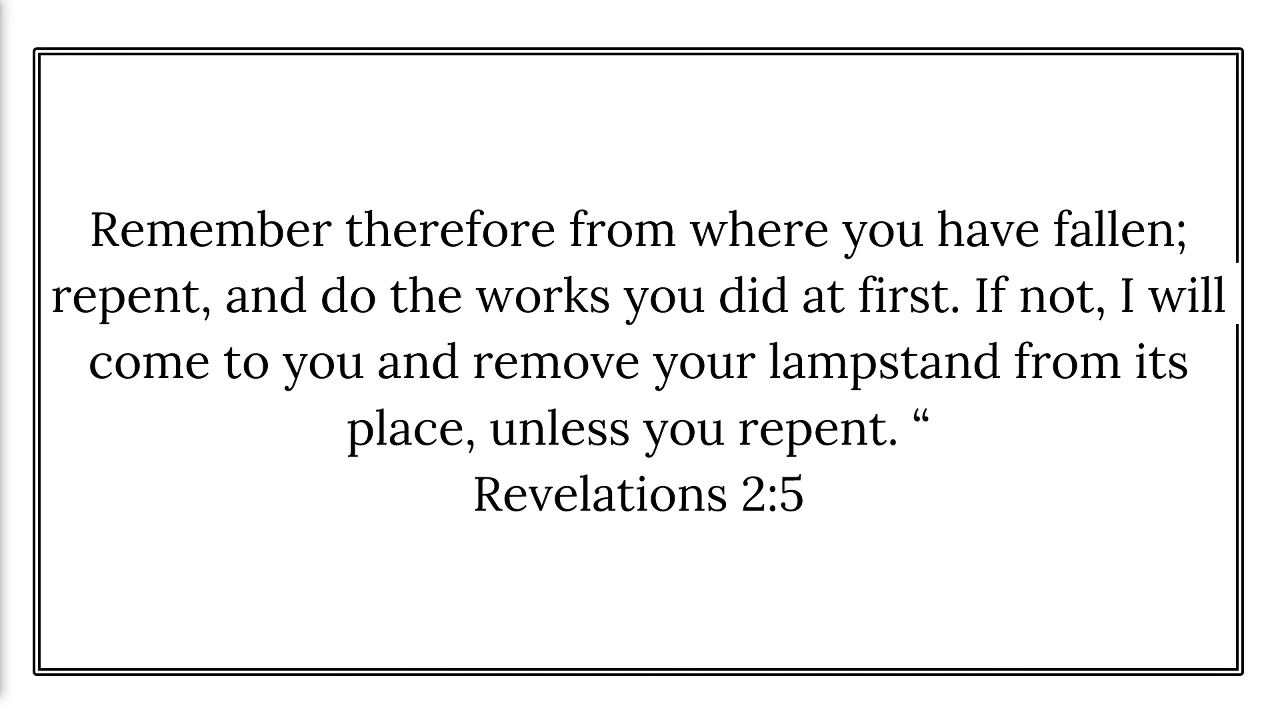 Remember therefore from where you have fallen;
repent, and do the works you did at first. If not, I will
come to you and remove your lampstand from its
place, unless you repent. “
Revelations 2:5